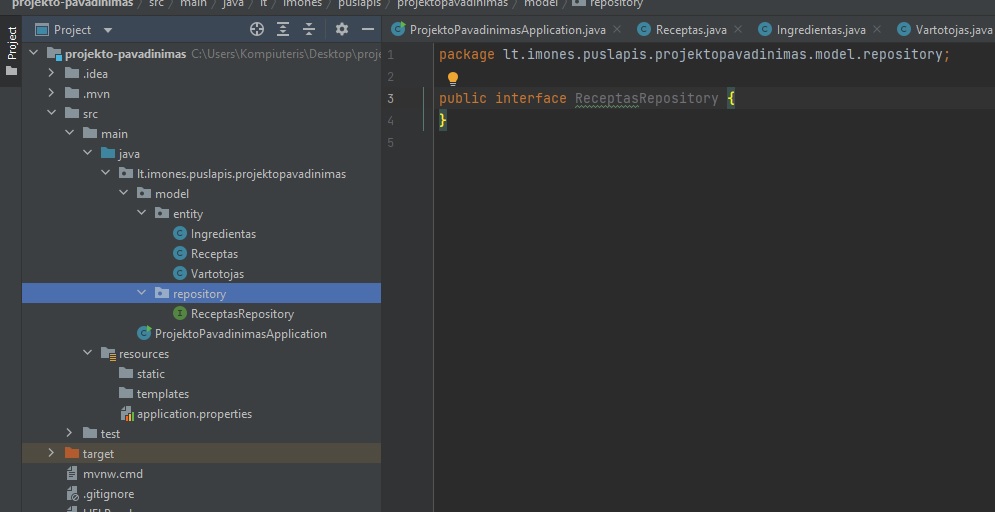 projekto-pavadinimas / src / main / java / lt / imones / puslapis / projektopavadinimas / model / repository
Project
Project
ProjektoPavadinimasApplication.java
Receptas.java
Ingredientas.java
Vartotojas.java
projekto-pavadinimas C:\Users\Kompiuteris\Desktop\proj
.idea
.mvn
src
main
java
lt.imones.puslapis.projektopavadinimas
model
entity
Ingredientas
Receptas
Vartotojas
repository
ReceptasRepository
ProjektoPavadinimasApplication
resources
static
templates
application.properties
test
target
mvnw.cmd
.gitignore
1 package lt.imones.puslapis.projektopavadinimas.model.repository;
2
3 public interface ReceptasRepository {
4 }
5